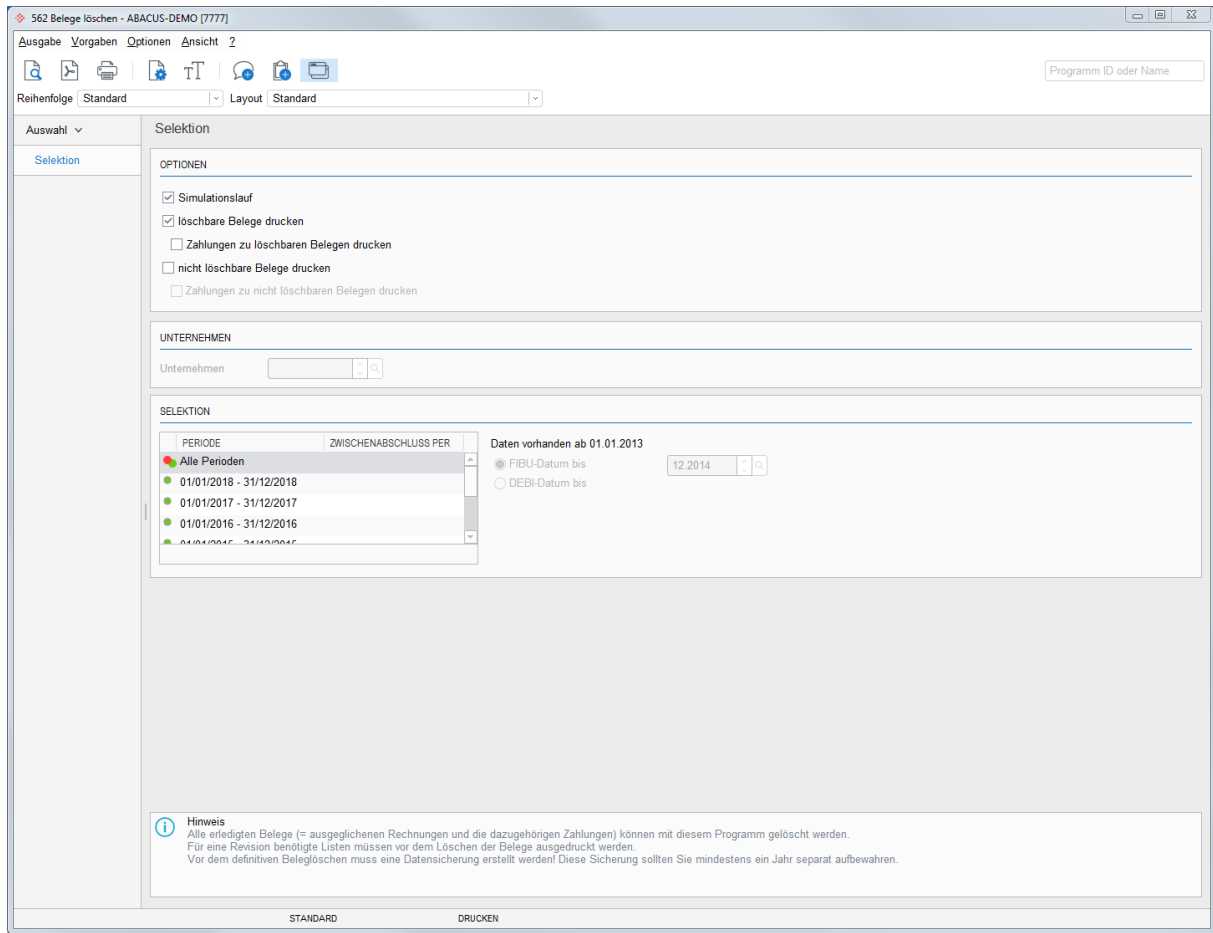 562 Belege löschen - ABACUS-DEMO [7777]
Ausgabe Vorgaben Optionen Ansicht ?
Programm ID oder Name
Reihenfolge Standard Layout Standard
Auswahl
Selektion
Selektion
OPTIONEN
Simulationslauf
löschbare Belege drucken
Zahlungen zu löschbaren Belegen drucken
nicht löschbare Belege drucken
Zahlungen zu nicht löschbaren Belegen drucken
UNTERNEHMEN
Unternehmen
SELEKTION
PERIODE ZWISCHENABSCHLUSS PER
Alle Perioden
01/01/2018 - 31/12/2018
01/01/2017 - 31/12/2017
01/01/2016 - 31/12/2016
01/01/2015 - 31/12/2015
Daten vorhanden ab 01.01.2013
FIBU-Datum bis 12.2014
DEBI-Datum bis
Hinweis
Alle erledigten Belege (= ausgeglichenen Rechnungen und die dazugehörigen Zahlungen) können mit diesem Programm gelöscht werden.
Für eine Revision benötigte Listen müssen vor dem Löschen der Belege ausgedruckt werden.
Vor dem definitiven Beleglöschen muss eine Datensicherung erstellt werden! Diese Sicherung sollten Sie mindestens ein Jahr separat aufbewahren.
STANDARD DRUCKEN